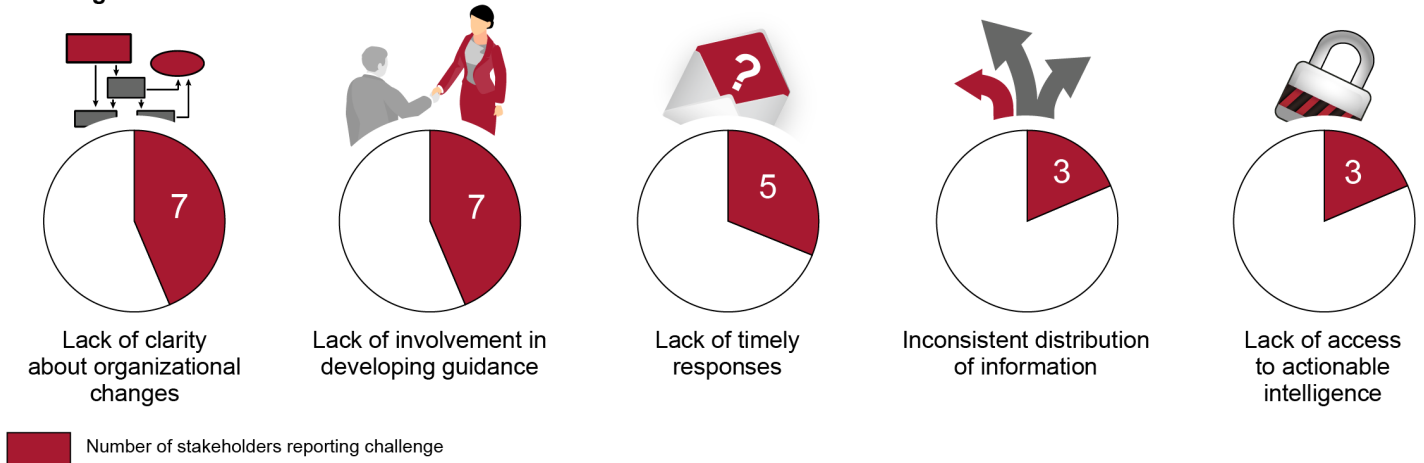 7
7
5
3
3
Lack of clarity
about organizational
changes
Lack of involvement in
developing guidance
Lack of timely
responses
Inconsistent distribution
of information
Lack of access
to actionable
intelligence
Number of stakeholders reporting challenge